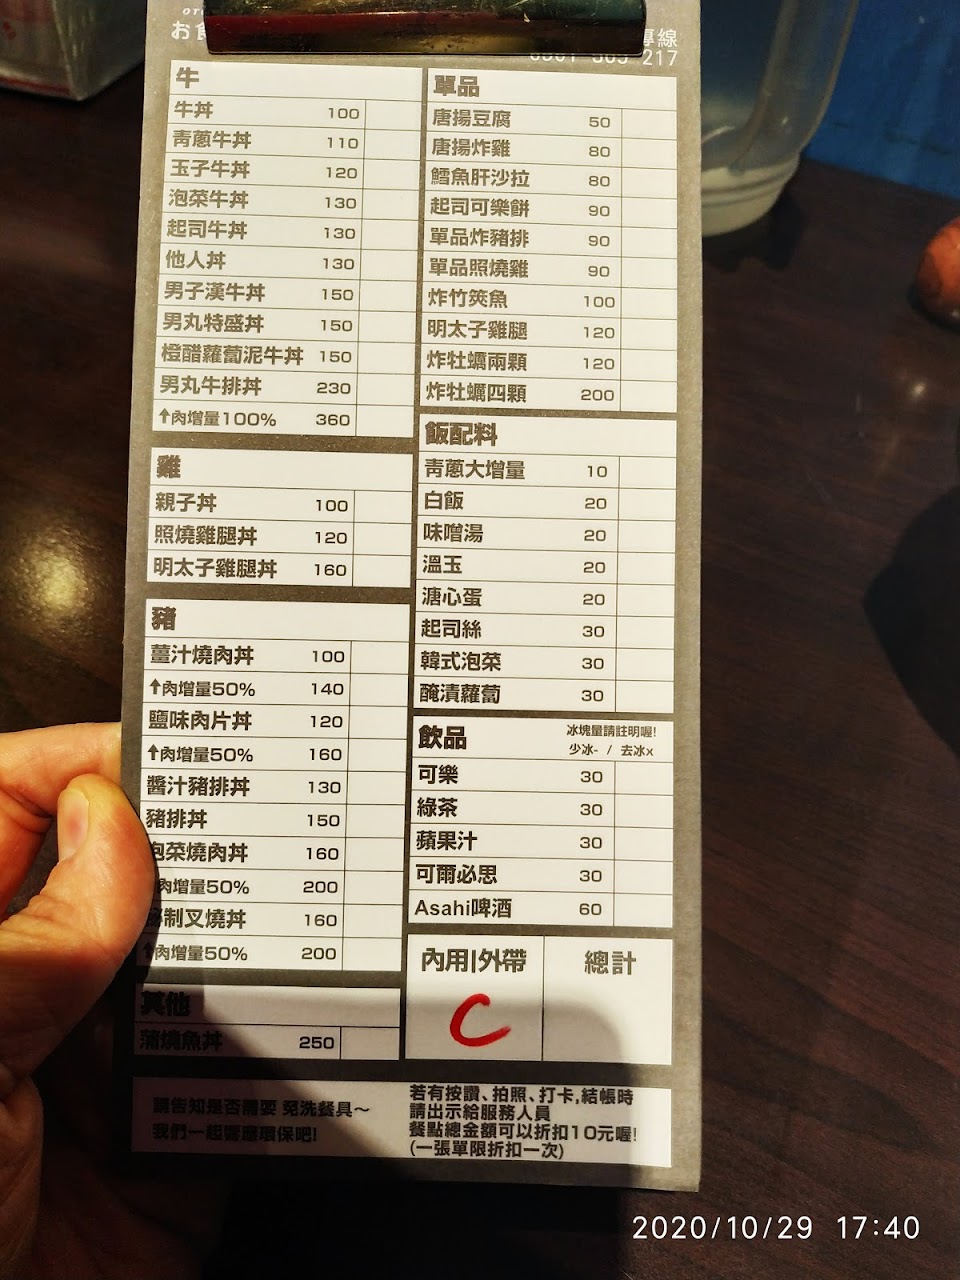 牛
牛丼 100
青蔥牛丼 110
玉子牛丼 120
泡菜牛丼 130
起司牛丼 130
他人丼 130
男子漢牛丼 150
男丸特盛丼 150
橙醋蘿蔔泥牛丼 150
男丸牛排丼 230
↑肉增量100% 360
雞
親子丼 100
照燒雞腿丼 120
明太子雞腿丼 160
豬
薑汁燒肉丼 100
↑肉增量50% 140
鹽味肉片丼 120
↑肉增量50% 160
醬汁豬排丼 130
豬排丼 150
泡菜燒肉丼 160
肉增量50% 200
制叉燒丼 160
↑肉增量50% 200
其他
蒲燒魚丼 250
請告知是否需要 免洗餐具～
我們一起響應環保吧!
專線
217
單品
唐揚豆腐 50
唐揚炸雞 80
鱈魚肝沙拉 80
起司可樂餅 90
單品炸豬排 90
單品照燒雞 90
炸竹筴魚 100
明太子雞腿 120
炸牡蠣兩顆 120
炸牡蠣四顆 200
飯配料
青蔥大增量 10
白飯 20
味噌湯 20
溫玉 20
溏心蛋 20
起司絲 30
韓式泡菜 30
醃漬蘿蔔 30
飲品 冰塊量請註明喔!
少冰- / 去冰×
可樂 30
綠茶 30
蘋果汁 30
可爾必思 30
Asahi啤酒 60
內用|外帶 總計
C
若有按讚、拍照、打卡,結帳時
請出示給服務人員
餐點總金額可以折扣10元喔!
(一張單限折扣一次)
2020/10/29 17:40